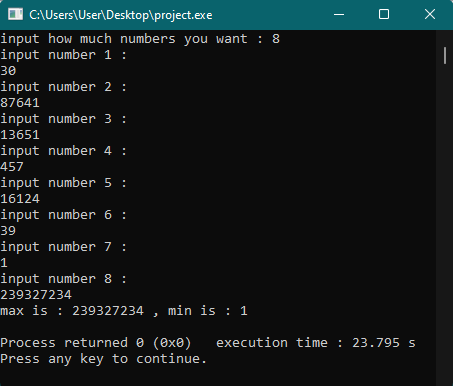 C:\Users\User\Desktop\project.exe
input how much numbers you want : 8
input number 1 :
30
input number 2 :
87641
input number 3 :
13651
input number 4 :
457
input number 5 :
16124
input number 6 :
39
input number 7 :
1
input number 8 :
239327234
max is : 239327234 , min is : 1
Process returned 0 (0x0)   execution time : 23.795 s
Press any key to continue.